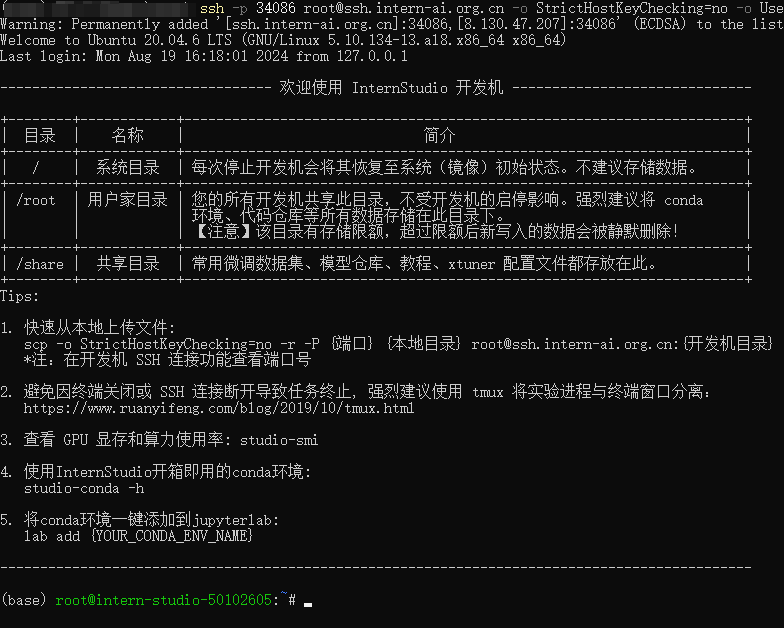 ssh -p 34086 root@ssh.intern-ai.org.cn -o StrictHostKeyChecking=no -o Use
Warning: Permanently added '[ssh.intern-ai.org.cn]:34086,[8.130.47.207]:34086' (ECDSA) to the list
Welcome to Ubuntu 20.04.6 LTS (GNU/Linux 5.10.134-13.al8.x86_64 x86_64)
Last login: Mon Aug 19 16:18:01 2024 from 127.0.0.1
---------------------------------- 欢迎使用 InternStudio 开发机 ------------------------------
+--------+------------+----------------------------------------------------------------------+
| 目录 | 名称 | 简介 |
+--------+------------+----------------------------------------------------------------------+
| / | 系统目录 | 每次停止开发机会将其恢复至系统（镜像）初始状态。不建议存储数据。 |
+--------+------------+----------------------------------------------------------------------+
| /root | 用户家目录 | 您的所有开发机共享此目录，不受开发机的启停影响。强烈建议将 conda |
| | | 环境、代码仓库等所有数据存储在此目录下。 |
| | | 【注意】该目录有存储限额，超过限额后新写入的数据会被静默删除！ |
+--------+------------+----------------------------------------------------------------------+
| /share | 共享目录 | 常用微调数据集、模型仓库、教程、xtuner 配置文件都存放在此。 |
+--------+------------+----------------------------------------------------------------------+
Tips:
1. 快速从本地上传文件:
scp -o StrictHostKeyChecking=no -r -P {端口} {本地目录} root@ssh.intern-ai.org.cn:{开发机目录}
*注: 在开发机 SSH 连接功能查看端口号
2. 避免因终端关闭或 SSH 连接断开导致任务终止, 强烈建议使用 tmux 将实验进程与终端窗口分离:
https://www.ruanyifeng.com/blog/2019/10/tmux.html
3. 查看 GPU 显存和算力使用率: studio-smi
4. 使用InternStudio开箱即用的conda环境:
studio-conda -h
5. 将conda环境一键添加到jupyterlab:
lab add {YOUR_CONDA_ENV_NAME}
----------------------------------------------------------------------------------------------
(base) root@intern-studio-50102605:~#